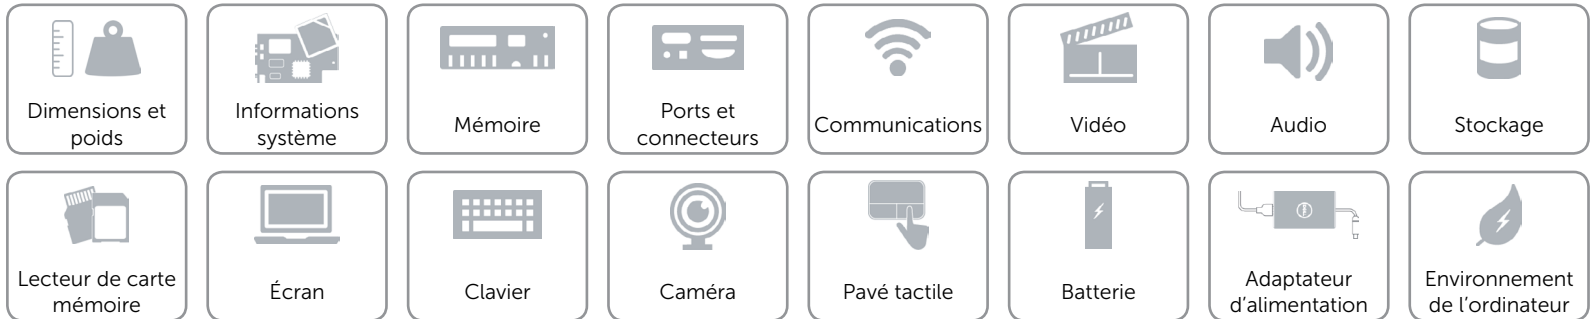 Dimensions et
poids
Informations
système
Mémoire
Ports et
connecteurs
Communications
Vidéo
Audio
Stockage
Lecteur de carte
mémoire
Écran
Clavier
Caméra
Pavé tactile
Batterie
Adaptateur
d’alimentation
Environnement
de l’ordinateur